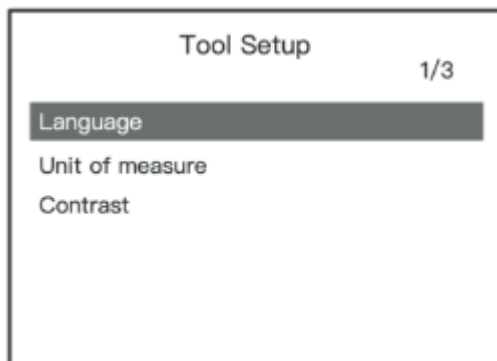 Tool Setup
1/3
Language
Unit of measure
Contrast